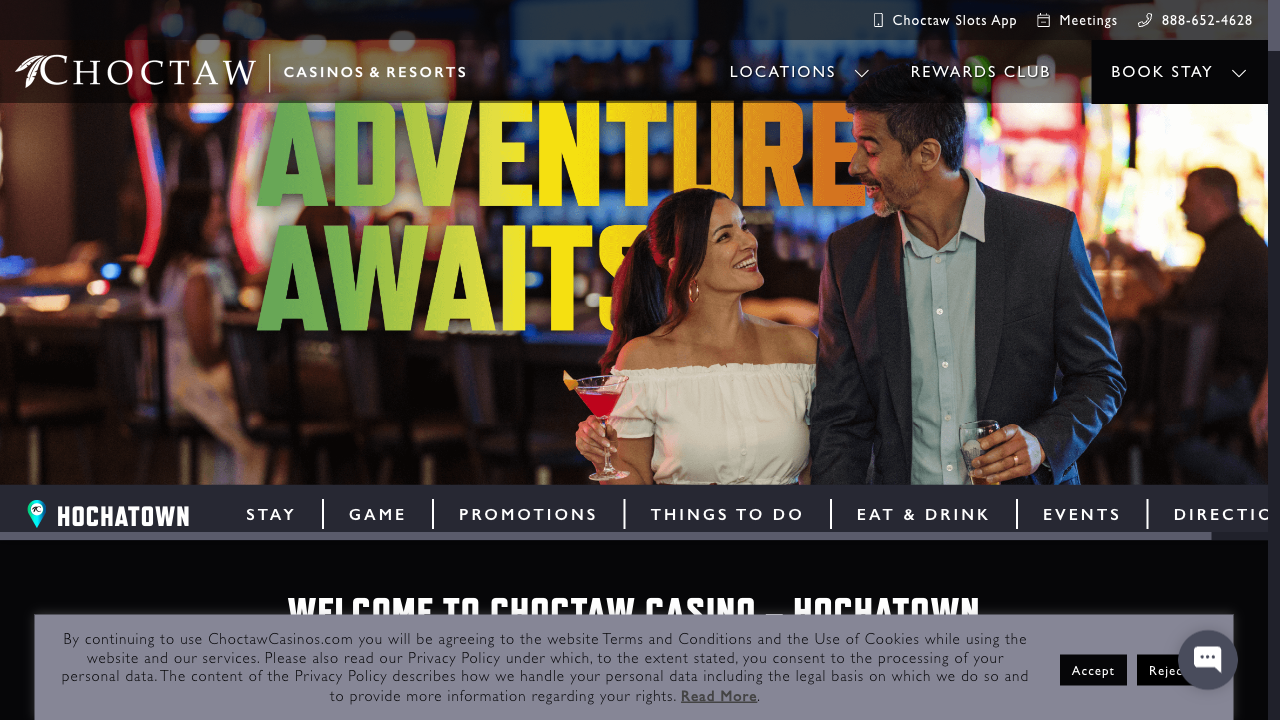 Choctaw Slots App
Meetings
888-652-4628
CHOCTAW CASINOS & RESORTS
LOCATIONS
REWARDS CLUB
BOOK STAY
ADVENTURE
AWAITS
HOCHATOWN
STAY
GAME
PROMOTIONS
THINGS TO DO
EAT & DRINK
EVENTS
WELCOME TO CHOCTAW CASINO – HOCHATOWN
By continuing to use ChoctawCasinos.com you will be agreeing to the website Terms and Conditions and the Use of Cookies while using the
website and our services. Please also read our Privacy Policy under which, to the extent stated, you consent to the processing of your
personal data. The content of the Privacy Policy describes how we handle your personal data including the legal basis on which we do so and
to provide more information regarding your rights. Read More.
Accept